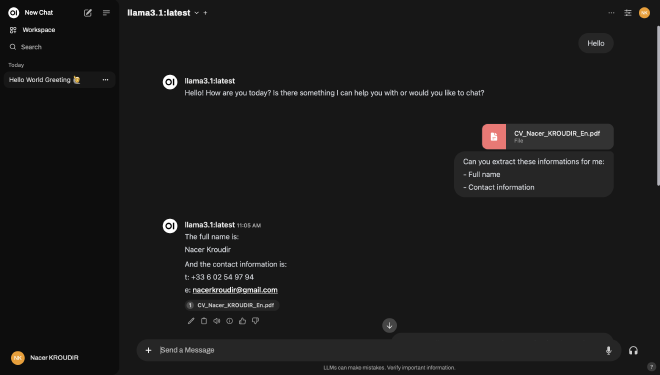 OI New Chat
Workspace
Search
Today
Hello World Greeting
llama3.1:latest
NK
Hello
OI llama3.1:latest
Hello! How are you today? Is there something I can help you with or would you like to chat?
CV_Nacer_KROUDIR_En.pdf
File
Can you extract these informations for me:
- Full name
- Contact information
OI llama3.1:latest 11:05 AM
The full name is:
Nacer Kroudir
And the contact information is:
t: +33 6 02 54 97 94
e: nacerkroudir@gmail.com
1 CV_Nacer_KROUDIR_En.pdf
Send a Message
NK Nacer KROUDIR
LLMs can make mistakes. Verify important information.
?